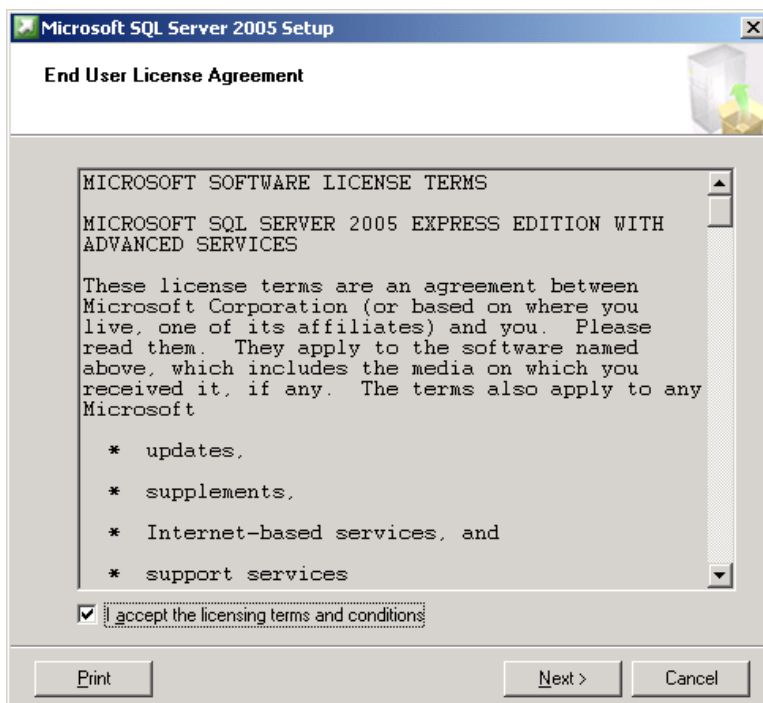 Microsoft SQL Server 2005 Setup
End User License Agreement
MICROSOFT SOFTWARE LICENSE TERMS
MICROSOFT SQL SERVER 2005 EXPRESS EDITION WITH
ADVANCED SERVICES
These license terms are an agreement between
Microsoft Corporation (or based on where you
live, one of its affiliates) and you.  Please
read them.  They apply to the software named
above, which includes the media on which you
received it, if any.  The terms also apply to any
Microsoft
* updates,
* supplements,
* Internet-based services, and
* support services
I accept the licensing terms and conditions
Print
Next >
Cancel